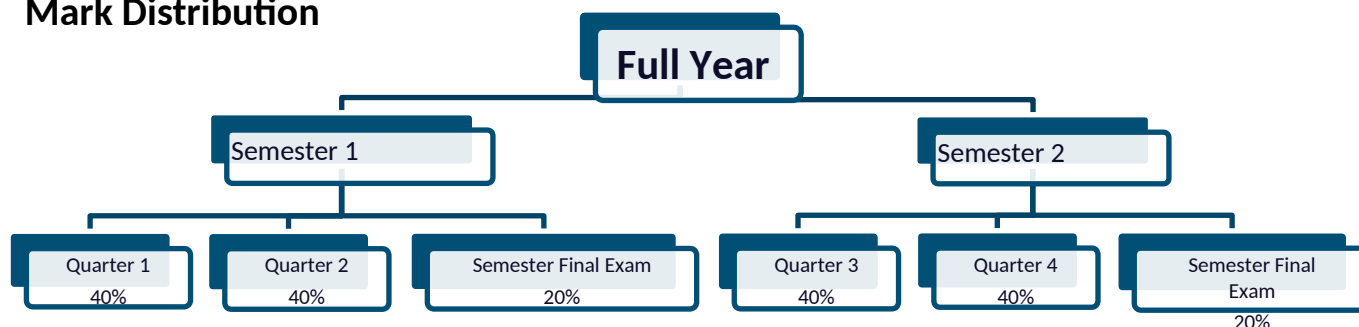 Mark Distribution
Full Year
Semester 1
Semester 2
Quarter 1
40%
Quarter 2
40%
Semester Final Exam
20%
Quarter 3
40%
Quarter 4
40%
Semester Final
Exam
20%